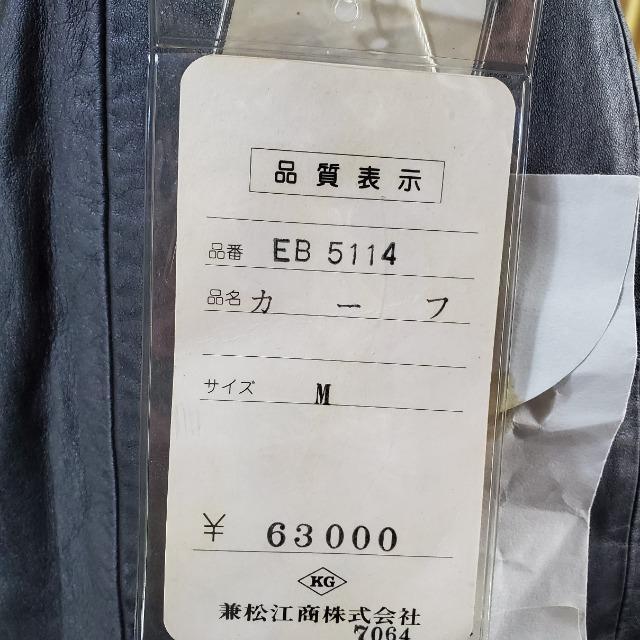 品質表示
品番 EB 5114
品名 カーフ
サイズ M
¥ 63000
KG
兼松江商株式会社
7064